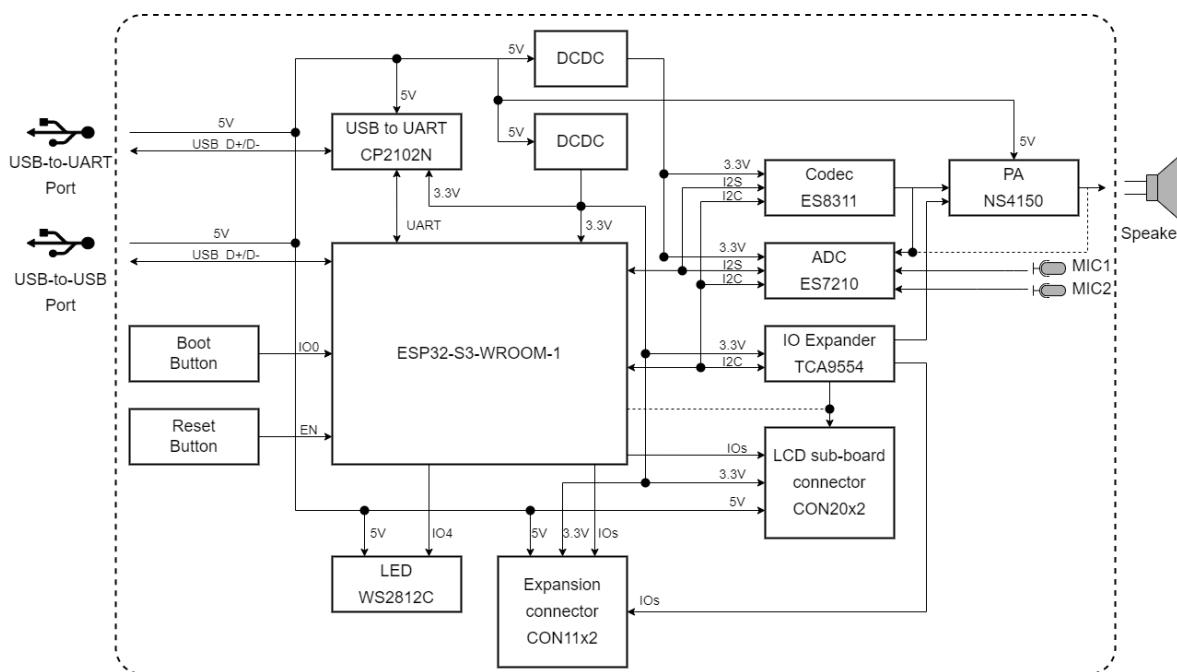 5V
DCDC
5V
USB to UART
CP2102N
5V
DCDC
5V
5V
USB D+/D-
USB-to-UART
Port
3.3V
UART
3.3V
3.3V
I2S
I2C
Codec
ES8311
PA
NS4150
Speake
5V
USB D+/D-
USB-to-USB
Port
3.3V
I2S
I2C
ADC
ES7210
MIC1
MIC2
Boot
Button
IO0
ESP32-S3-WROOM-1
3.3V
I2C
IO Expander
TCA9554
Reset
Button
EN
IOs
3.3V
5V
LCD sub-board
connector
CON20x2
5V
IO4
5V
3.3V
IOs
LED
WS2812C
Expansion
connector
CON11x2
IOs